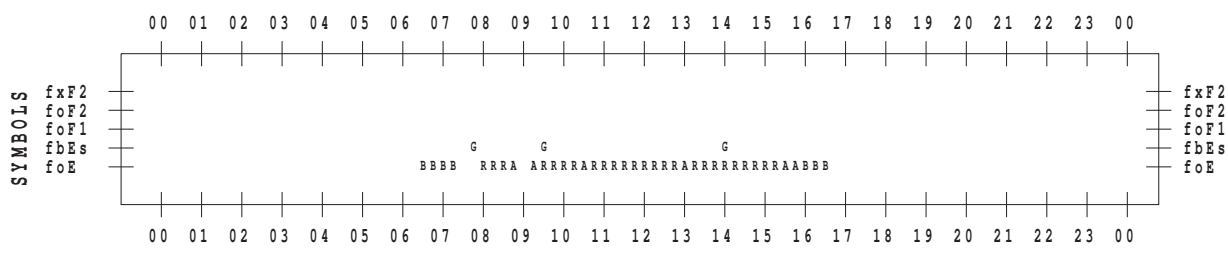 00 01 02 03 04 05 06 07 08 09 10 11 12 13 14 15 16 17 18 19 20 21 22 23 00
SYMBOLS
fxF2 fxF2
foF2 foF2
foF1 foF1
fbEs G G G fbEs
foE BBBB RRRA ARRRRARRRRRRRRRARRRRRRRRRAABBB foE
00 01 02 03 04 05 06 07 08 09 10 11 12 13 14 15 16 17 18 19 20 21 22 23 00